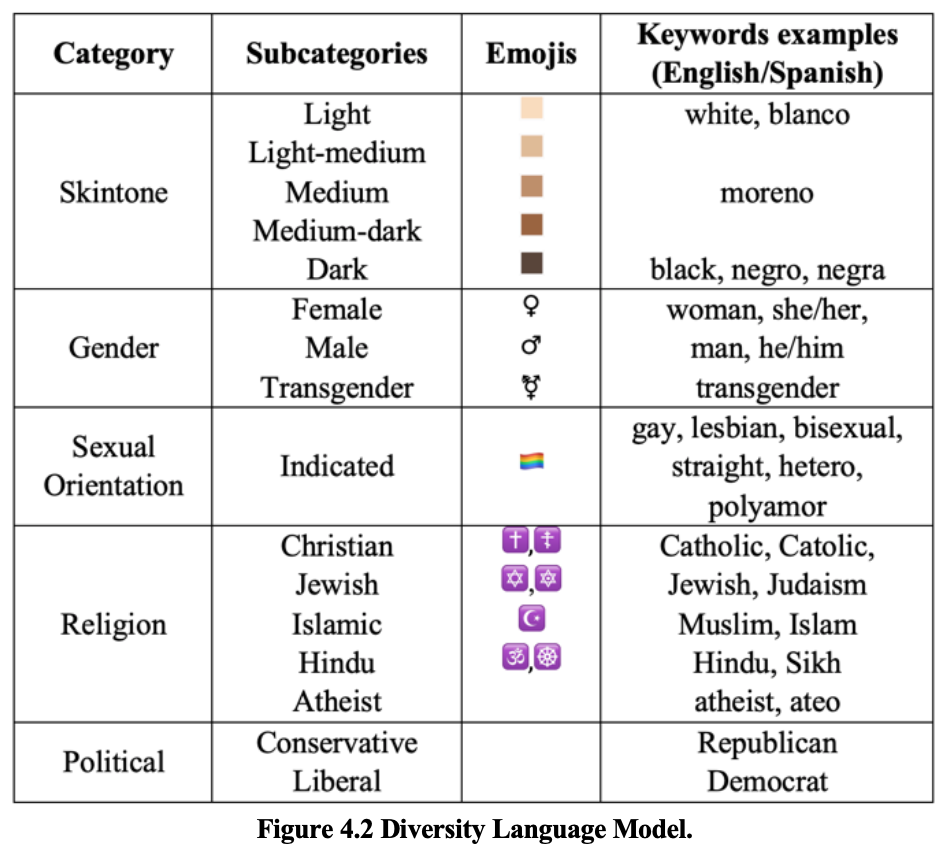 Category Subcategories Emojis Keywords examples (English/Spanish)
Skintone
Light white, blanco
Light-medium
Medium moreno
Medium-dark
Dark black, negro, negra
Gender
Female ♀ woman, she/her,
Male ♂ man, he/him
Transgender ⚧ transgender
Sexual Orientation
Indicated gay, lesbian, bisexual,
straight, hetero,
polyamor
Religion
Christian ✝️,☦️ Catholic, Catolic,
Jewish ✡️,🔯 Jewish, Judaism
Islamic ☪️ Muslim, Islam
Hindu 🕉️,☸️ Hindu, Sikh
Atheist atheist, ateo
Political
Conservative Republican
Liberal Democrat
Figure 4.2 Diversity Language Model.